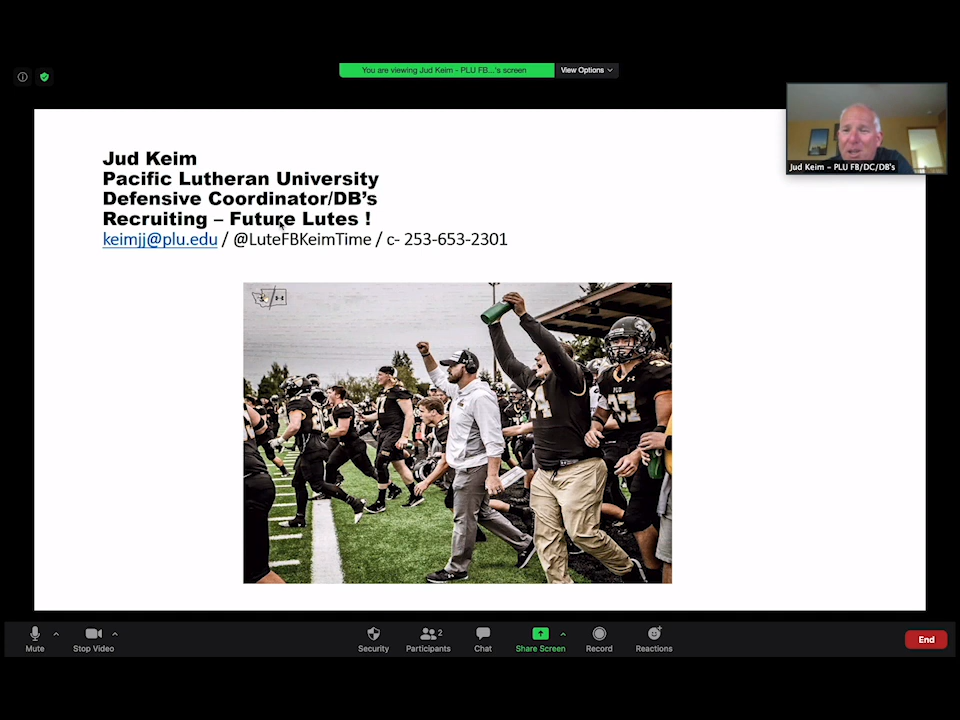 You are viewing Jud Keim - PLU FB...'s screen
View Options
Jud Keim - PLU FB/DC/DB's
Jud Keim
Pacific Lutheran University
Defensive Coordinator/DB’s
Recruiting – Future Lutes !
keimjj@plu.edu / @LuteFBKeimTime / c- 253-653-2301
PLU
Mute
Stop Video
Security
Participants
2
Chat
Share Screen
Record
Reactions
End